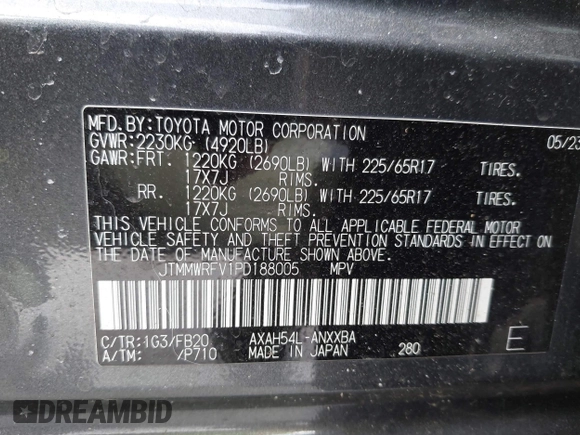 MFD.BY:TOYOTA MOTOR CORPORATION 05/23
GVWR:2230KG (4920LB)
GAWR:FRT. 1220KG (2690LB) WITH 225/65R17 TIRES.
17X7J RIMS.
RR. 1220KG (2690LB) WITH 225/65R17 TIRES.
17X7J RIMS.
THIS VEHICLE CONFORMS TO ALL APPLICABLE FEDERAL MOTOR
VEHICLE SAFETY AND THEFT PREVENTION STANDARDS IN EFFECT ON
THE DATE OF MANUFACTURE SHOWN ABOVE.
JTMMWRFV1PD188005 MPV
C/TR:1G3/FB20 AXAH54L-ANXXBA
A/TM: /P710 MADE IN JAPAN 280 E
DREAMBID